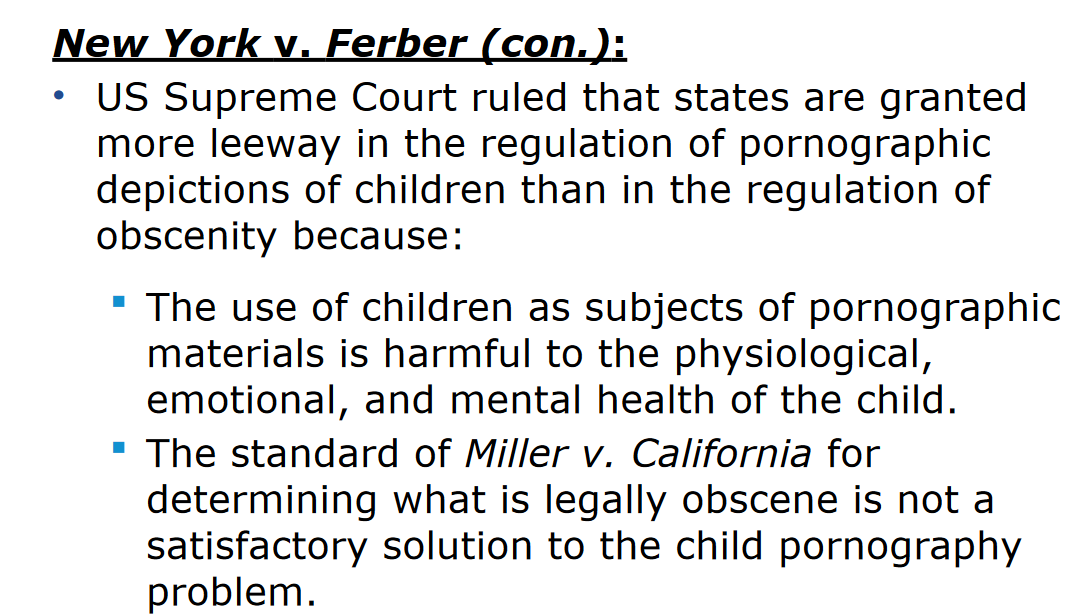 New York v. Ferber (con.):
• US Supreme Court ruled that states are granted
more leeway in the regulation of pornographic
depictions of children than in the regulation of
obscenity because:
▪ The use of children as subjects of pornographic
materials is harmful to the physiological,
emotional, and mental health of the child.
▪ The standard of Miller v. California for
determining what is legally obscene is not a
satisfactory solution to the child pornography
problem.